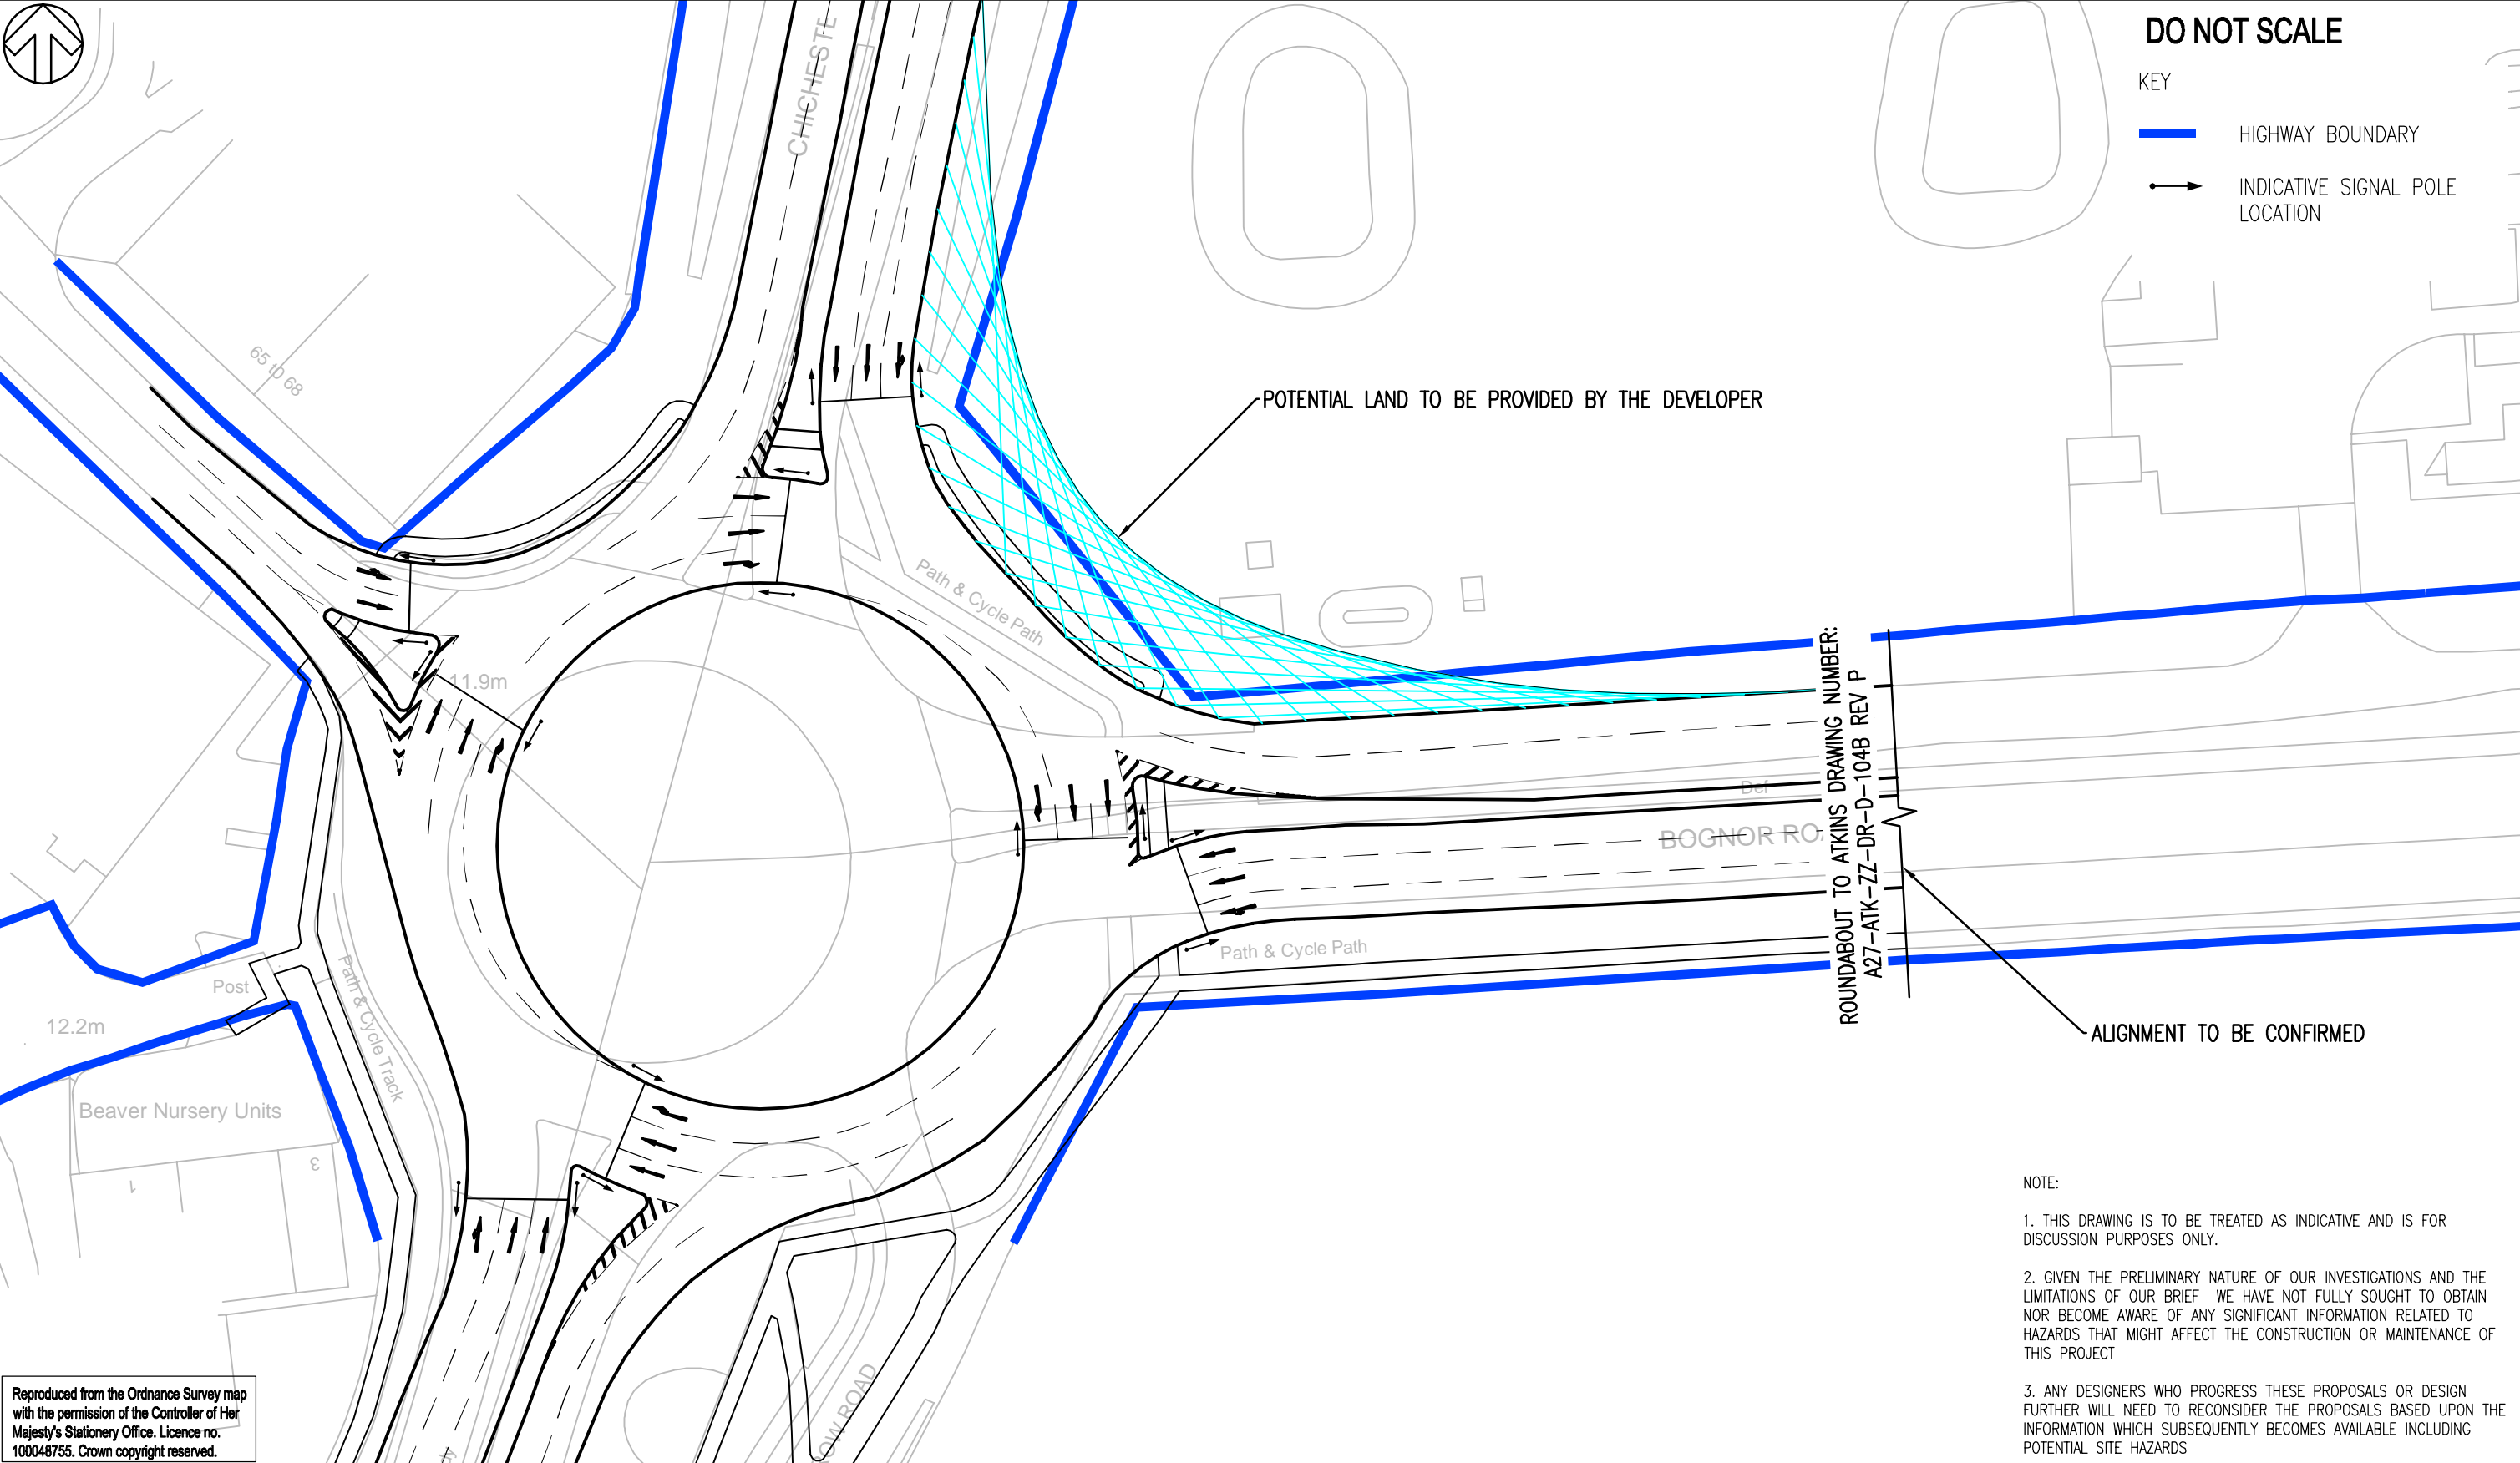 DO NOT SCALE
KEY
HIGHWAY BOUNDARY
INDICATIVE SIGNAL POLE
LOCATION
CHICHESTE
65 to 68
POTENTIAL LAND TO BE PROVIDED BY THE DEVELOPER
Path & Cycle Path
11.9m
Def
BOGNOR RO
ROUNDABOUT TO ATKINS DRAWING NUMBER:
A27-ATK-ZZ-DR-D-104B REV P
Path & Cycle Path
ALIGNMENT TO BE CONFIRMED
Post
12.2m
Path & Cycle Track
Beaver Nursery Units
3
1
OW ROAD
NOTE:
1. THIS DRAWING IS TO BE TREATED AS INDICATIVE AND IS FOR
DISCUSSION PURPOSES ONLY.
2. GIVEN THE PRELIMINARY NATURE OF OUR INVESTIGATIONS AND THE
LIMITATIONS OF OUR BRIEF WE HAVE NOT FULLY SOUGHT TO OBTAIN
NOR BECOME AWARE OF ANY SIGNIFICANT INFORMATION RELATED TO
HAZARDS THAT MIGHT AFFECT THE CONSTRUCTION OR MAINTENANCE OF
THIS PROJECT
3. ANY DESIGNERS WHO PROGRESS THESE PROPOSALS OR DESIGN
FURTHER WILL NEED TO RECONSIDER THE PROPOSALS BASED UPON THE
INFORMATION WHICH SUBSEQUENTLY BECOMES AVAILABLE INCLUDING
POTENTIAL SITE HAZARDS
Reproduced from the Ordnance Survey map
with the permission of the Controller of Her
Majesty's Stationery Office. Licence no.
100048755. Crown copyright reserved.